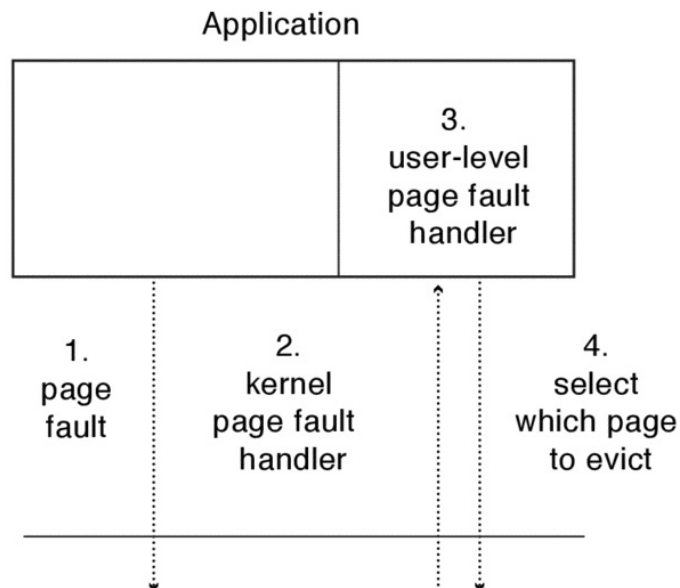 Application
3.
user-level
page fault
handler
1.
page
fault
2.
kernel
page fault
handler
4.
select
which page
to evict